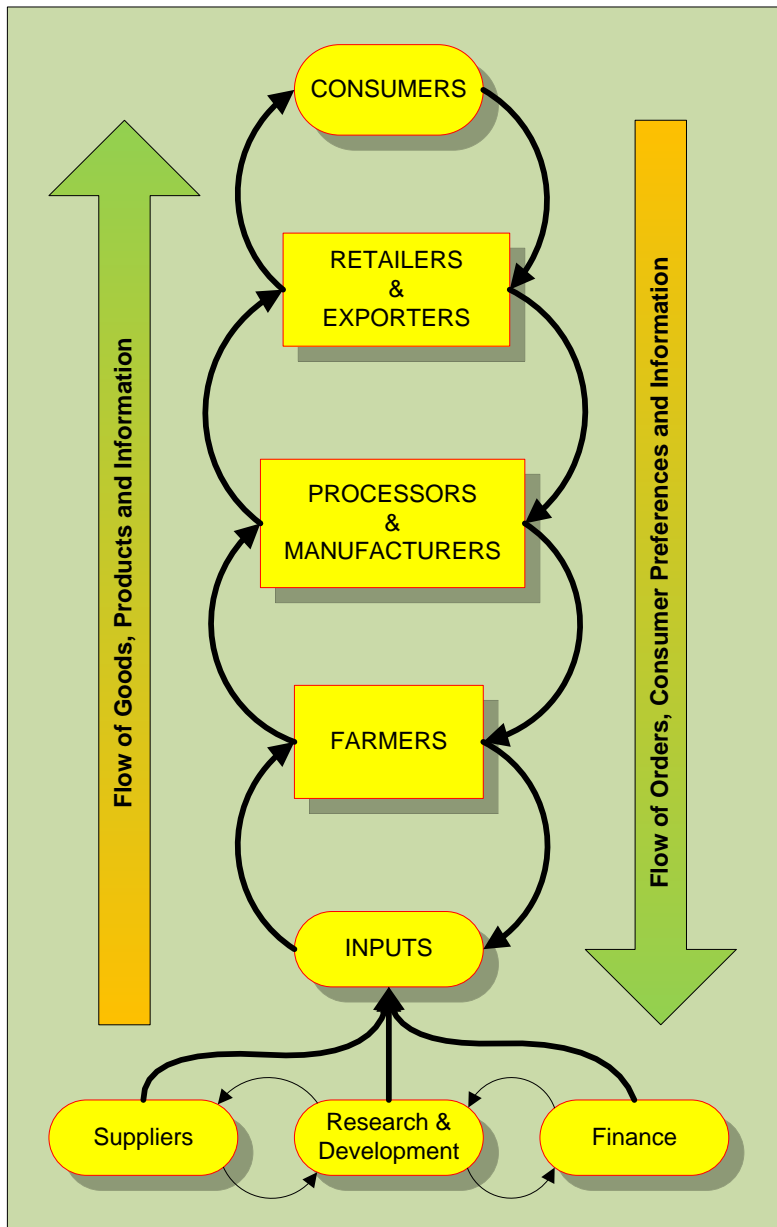 CONSUMERS
RETAILERS
&
EXPORTERS
PROCESSORS
&
MANUFACTURERS
FARMERS
INPUTS
Suppliers
Research &
Development
Finance
Flow of Goods, Products and Information
Flow of Orders, Consumer Preferences and Information